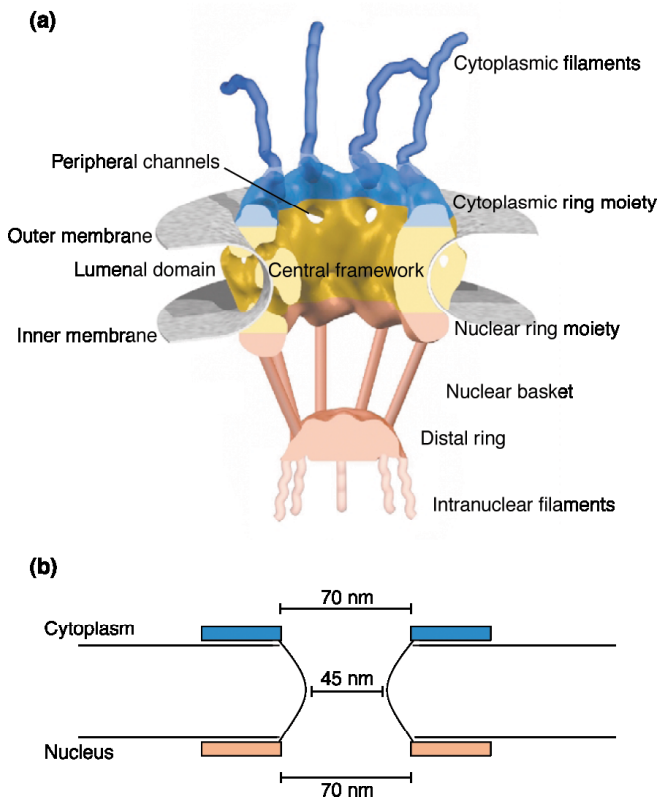 (a)
Cytoplasmic filaments
Peripheral channels
Cytoplasmic ring moiety
Outer membrane
Lumenal domain
Central framework
Inner membrane
Nuclear ring moiety
Nuclear basket
Distal ring
Intranuclear filaments
(b)
70 nm
Cytoplasm
45 nm
Nucleus
70 nm